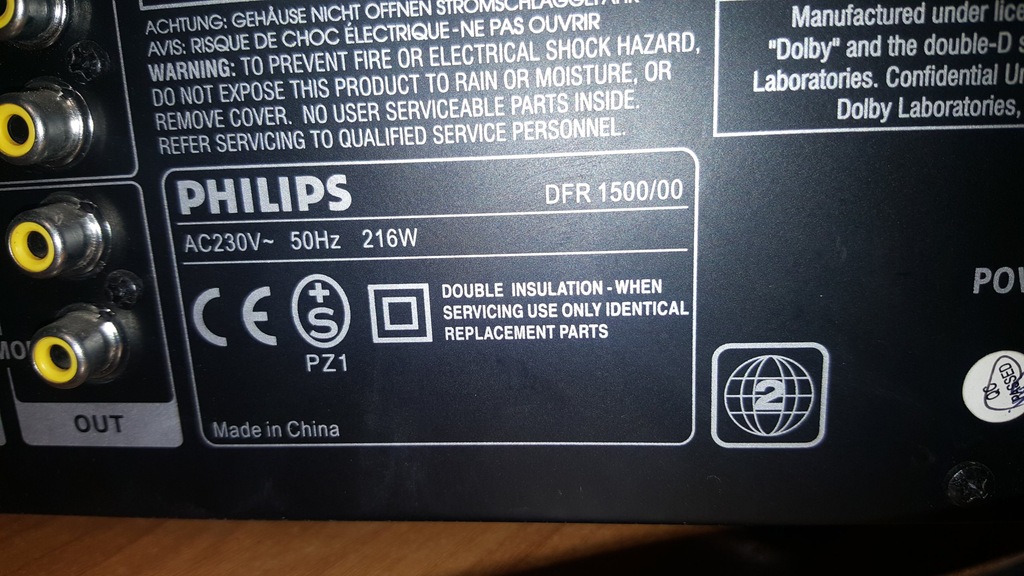 ACHTUNG: GEHÄUSE NICHT ÖFFNEN STROMSCHLAGGEFAHR
AVIS: RISQUE DE CHOC ÉLECTRIQUE-NE PAS OUVRIR
WARNING: TO PREVENT FIRE OR ELECTRICAL SHOCK HAZARD,
DO NOT EXPOSE THIS PRODUCT TO RAIN OR MOISTURE, OR
REMOVE COVER. NO USER SERVICEABLE PARTS INSIDE.
REFER SERVICING TO QUALIFIED SERVICE PERSONNEL.
Manufactured under
"Dolby" and the double-D
Laboratories. Confidential
Dolby Laboratories,
PHILIPS DFR 1500/00
AC230V~ 50Hz 216W
CE +S
PZ1
DOUBLE INSULATION - WHEN
SERVICING USE ONLY IDENTICAL
REPLACEMENT PARTS
Made in China
2
OUT
PASSED